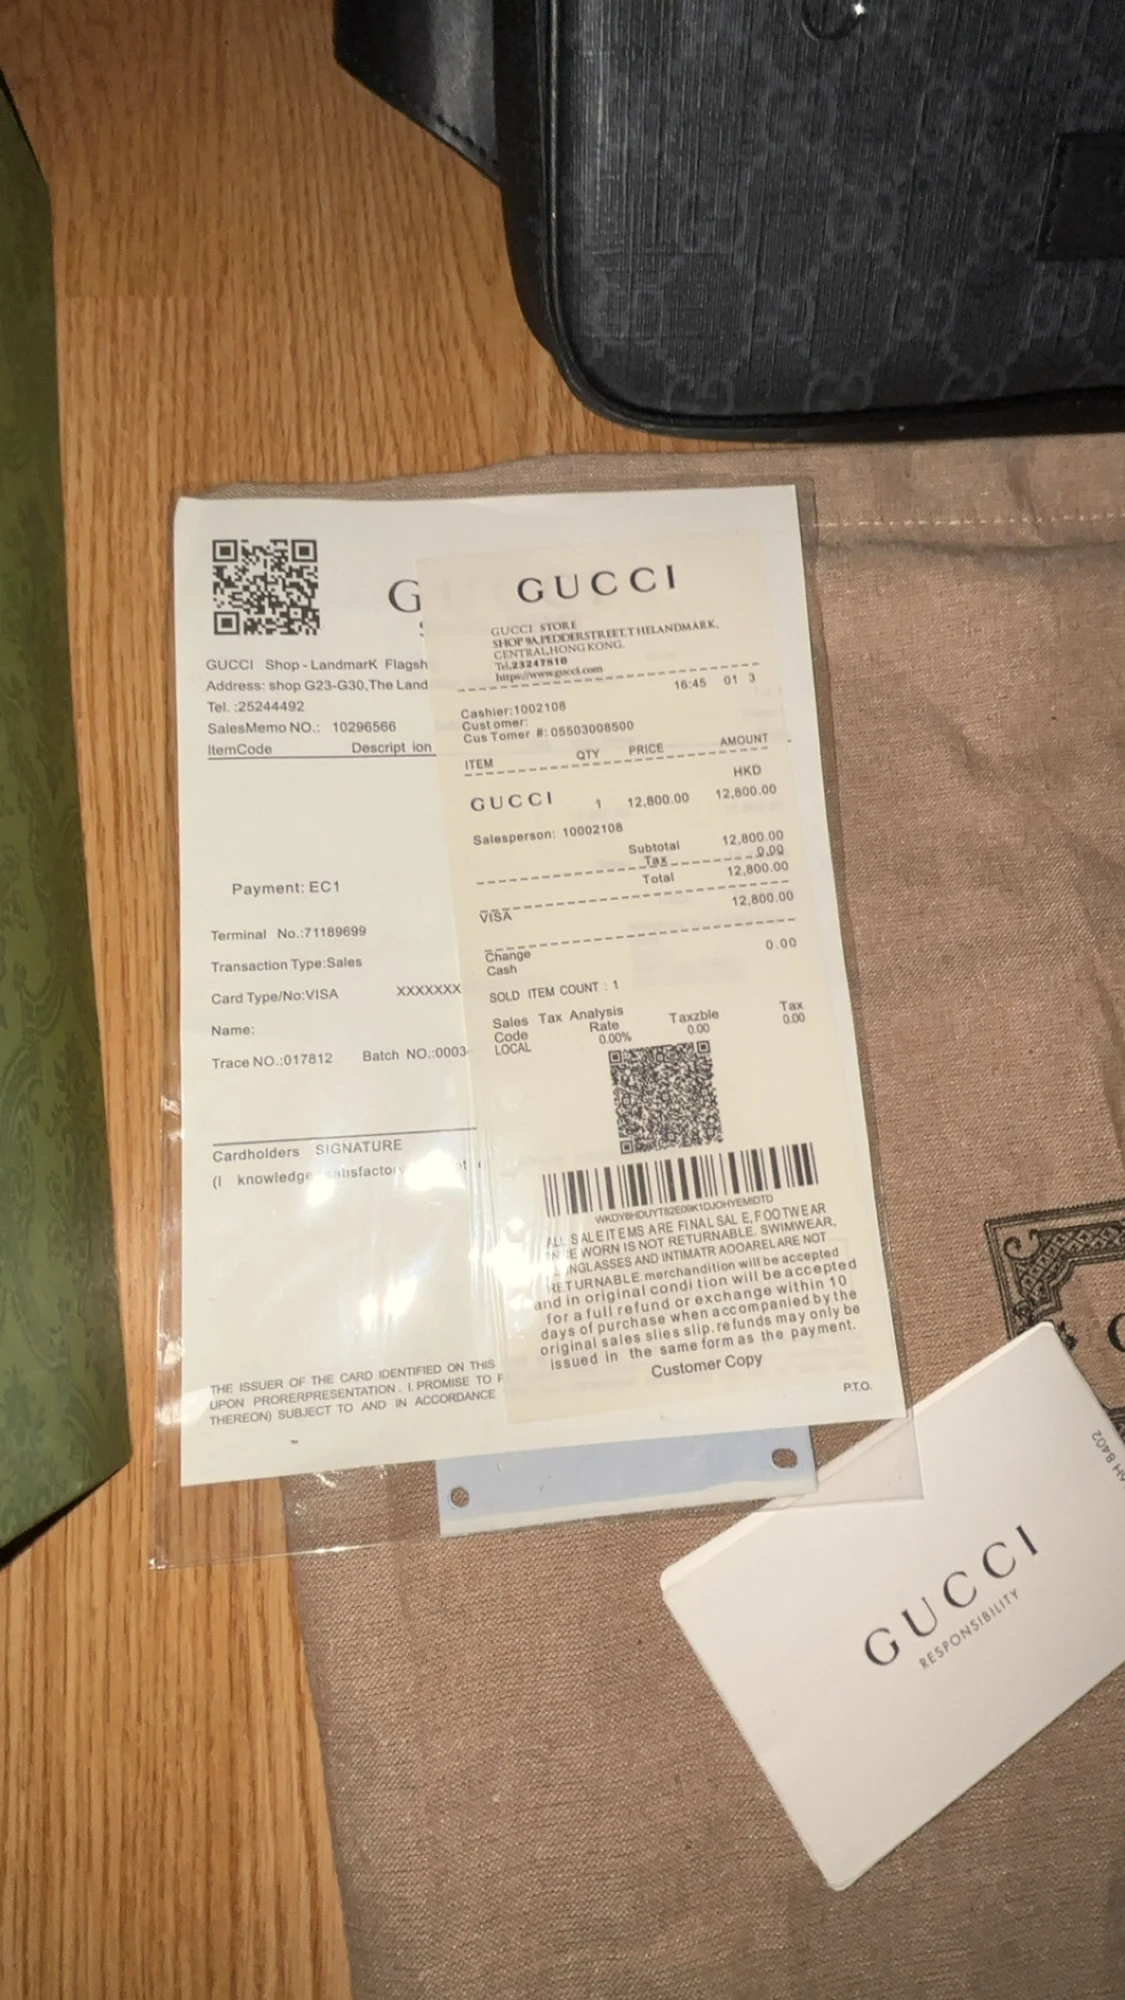 G
GUCCI Shop - LandmarK Flagsh
Address: shop G23-G30,The Land
Tel. :25244492
SalesMemo NO.: 10296566
ItemCode Descript ion
Payment: EC1
Terminal No.:71189699
Transaction Type:Sales
Card Type/No:VISA XXXXXXX
Name:
Trace NO.:017812 Batch NO.:0003-
Cardholders SIGNATURE
(I knowledge satisfactory
THE ISSUER OF THE CARD IDENTIFIED ON THIS
UPON PRORERPRESENTATION . I. PROMISE TO P
THEREON) SUBJECT TO AND IN ACCORDANCE
GUCCI
GUCCI STORE
SHOP 9A,PEDDERSTREET,THELANDMARK,
CENTRAL,HONG KONG.
Tel.23247810
https://www.gucci.com
16:45 01 3
Cashier:1002108
Cust omer:
Cus Tomer #: 05503008500
ITEM QTY PRICE AMOUNT
HKD
GUCCI 1 12,800.00 12,800.00
Salesperson: 10002108
Subtotal 12,800.00
Tax 0.00
Total 12,800.00
VISA 12,800.00
Change 0.00
Cash
SOLD ITEM COUNT : 1
Sales Tax Analysis
Code Rate Taxzble Tax
LOCAL 0.00% 0.00 0.00
WKDY6HDUYT82E09K1DJOHYEMIDTD
ALL SALEITEMS ARE FINAL SAL E, FOOTWEAR
WORN IS NOT RETURNABLE. SWIMWEAR,
NGLASSES AND INTIMATR AOOARELARE NOT
RETURNABLE.merchandition will be accepted
and in original condi tion will be accepted
for a full refund or exchange within 10
days of purchase when accompanied by the
original sales slies slip.refunds may only be
issued in the same form as the payment.
Customer Copy
P.T.O.
8402
GUCCI
RESPONSIBILITY